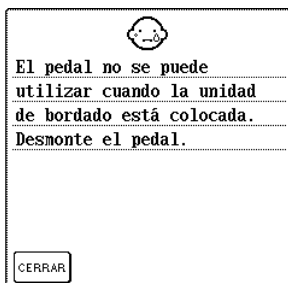 El pedal no se puede
utilizar cuando la unidad
de bordado está colocada.
Desmonte el pedal.
CERRAR